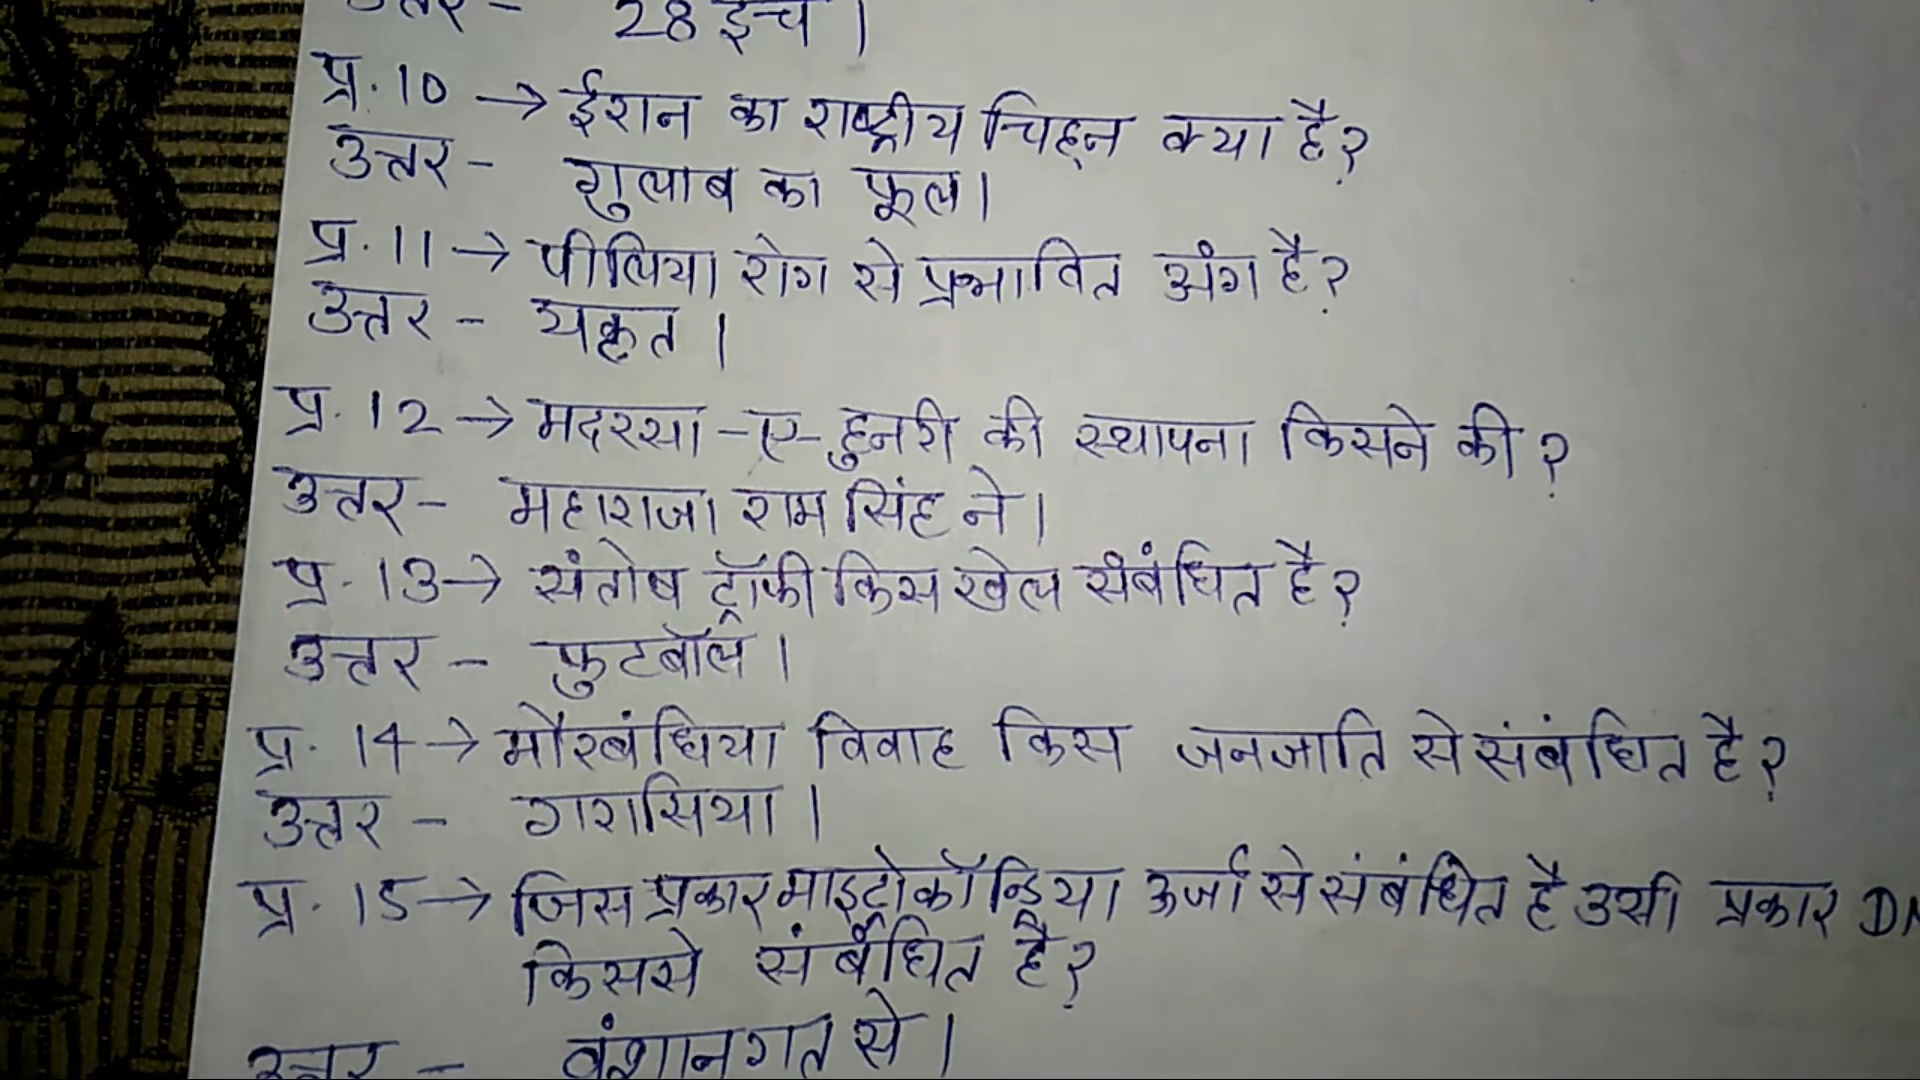 उत्तर - 28 इन्च ।
प्र. 10 → ईरान का राष्ट्रीय चिह्न क्या है?
उत्तर - गुलाब का फूल।
प्र. 11 → पीलिया रोग से प्रभावित अंग है?
उत्तर - यकृत ।
प्र. 12 → मदरसा-ए-हुनरी की स्थापना किसने की ?
उत्तर - महाराजा राम सिंह ने।
प्र. 13 → संतोष ट्रॉफी किस खेल संबंधित है?
उत्तर - फुटबॉल ।
प्र. 14 → मौरबंधिया विवाह किस जनजाति से संबंधित है?
उत्तर - गरासिया ।
प्र. 15 → जिस प्रकार माइट्रोकॉन्ड्रिया ऊर्जा से संबंधित है उसी प्रकार
किससे संबंधित है?
उत्तर - वंशानगत से ।